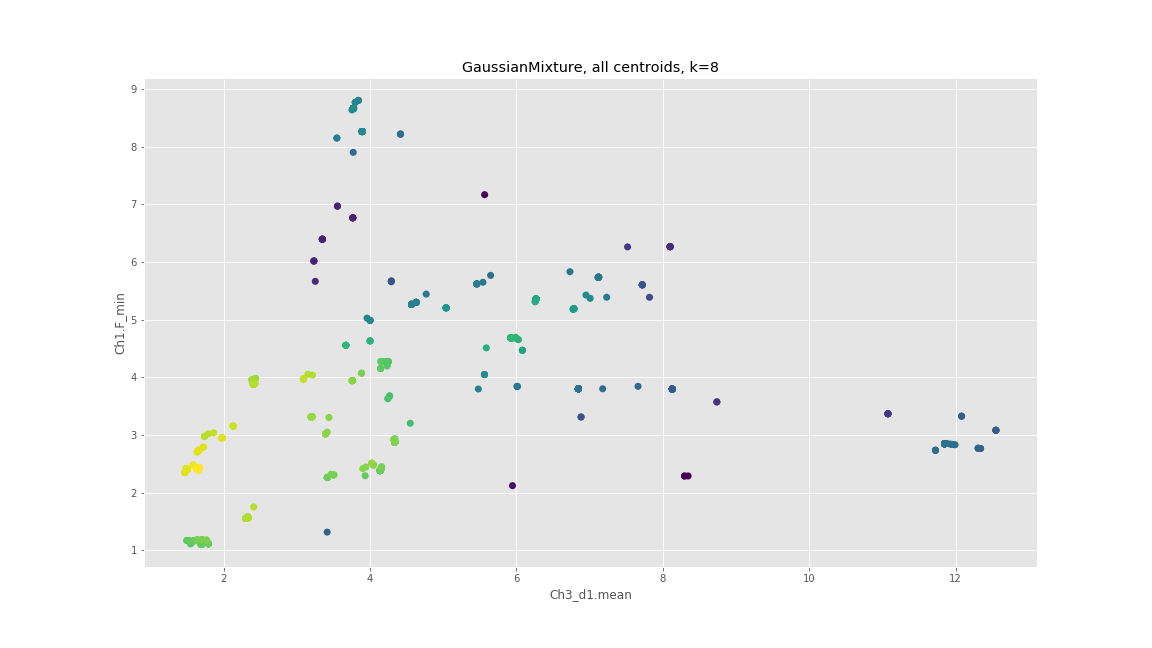 GaussianMixture, all centroids, k=8
9
8
7
6
5
4
3
2
1
Ch1.F_min
2 4 6 8 10 12
Ch3_d1.mean